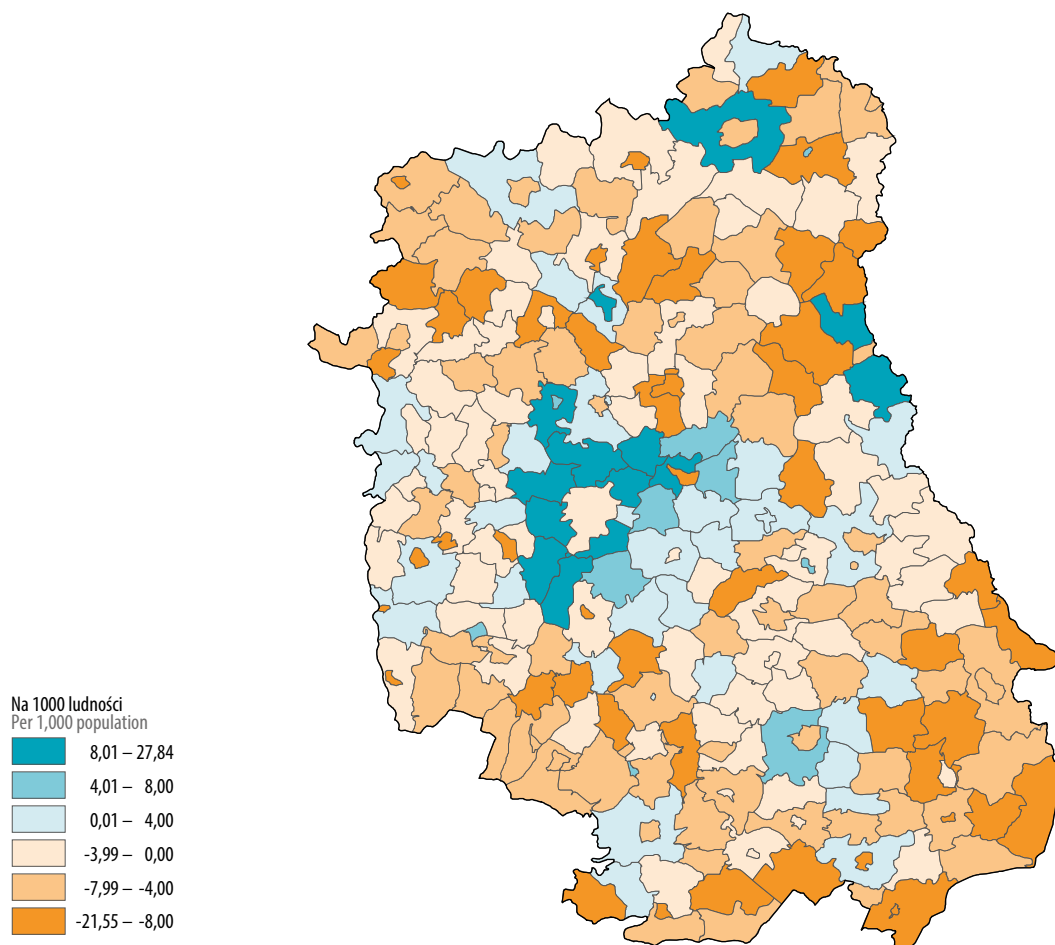 Na 1000 ludności
Per 1,000 population
8,01 – 27,84
4,01 – 8,00
0,01 – 4,00
-3,99 – 0,00
-7,99 – -4,00
-21,55 – -8,00